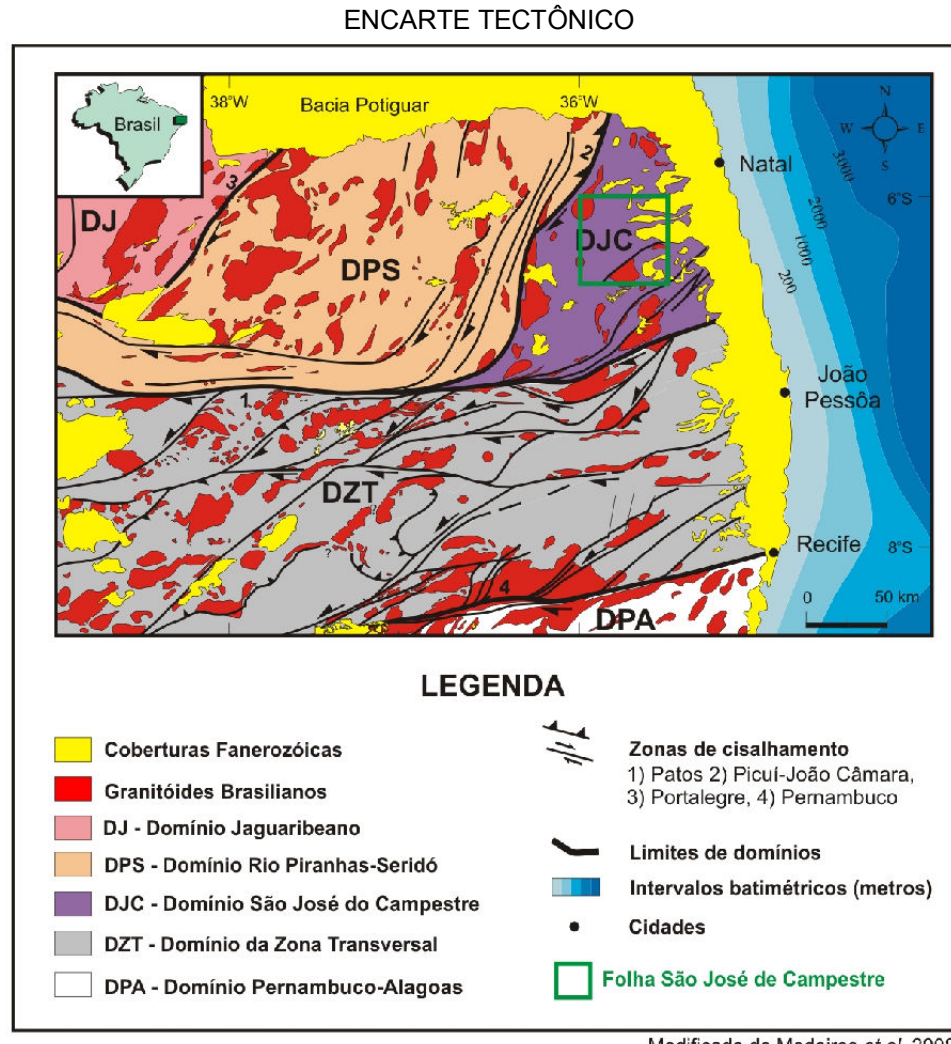 ENCARTE TECTÔNICO
38°W
Bacia Potiguar
36°W
Brasil
N
W
E
S
3
2
Natal
3000
6°S
DJ
2000
DJC
DPS
1000
200
João
Pessôa
1
DZT
?
?
?
Recife
8°S
4
0
50 km
DPA
LEGENDA
Coberturas Fanerozóicas
Granitóides Brasilianos
DJ - Domínio Jaguaribeano
DPS - Domínio Rio Piranhas-Seridó
DJC - Domínio São José do Campestre
DZT - Domínio da Zona Transversal
DPA - Domínio Pernambuco-Alagoas
Zonas de cisalhamento
1) Patos 2) Picuí-João Câmara,
3) Portalegre, 4) Pernambuco
Limites de domínios
Intervalos batimétricos (metros)
Cidades
Folha São José de Campestre